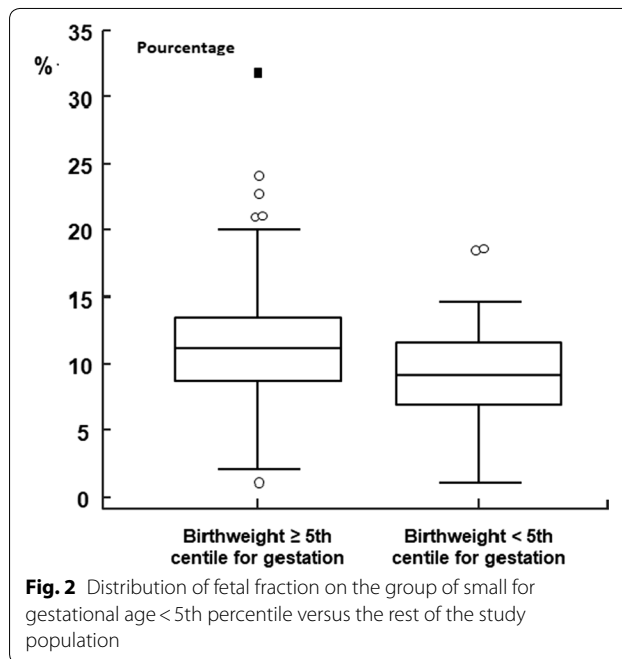 35
Pourcentage
%
30
25
20
15
10
5
0
Birthweight ≥ 5th
centile for gestation
Birthweight < 5th
centile for gestation
Fig. 2 Distribution of fetal fraction on the group of small for
gestational age < 5th percentile versus the rest of the study
population